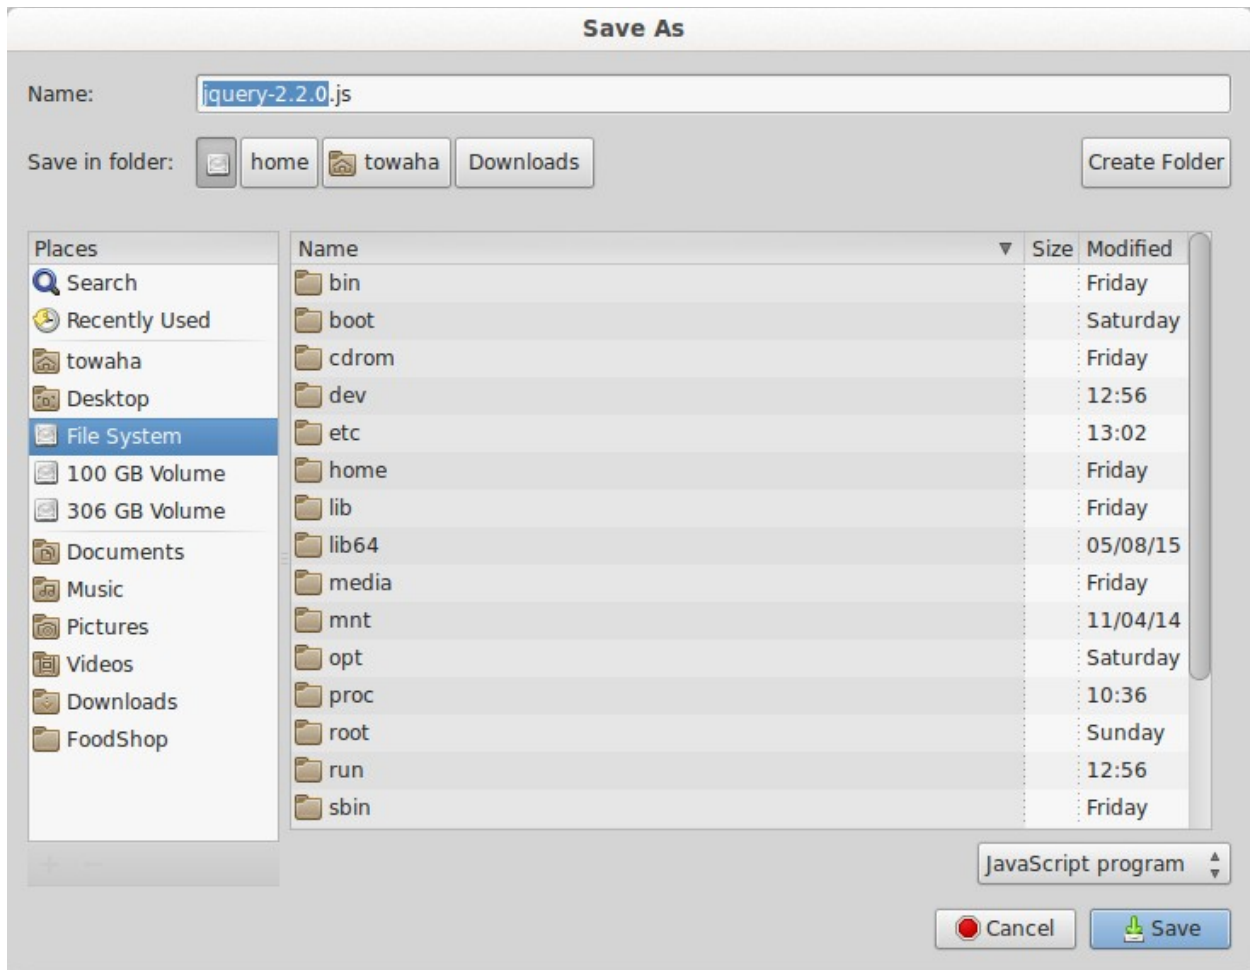 Save As
Name: jquery-2.2.0.js
Save in folder: home towaha Downloads Create Folder
Places
Search
Recently Used
towaha
Desktop
File System
100 GB Volume
306 GB Volume
Documents
Music
Pictures
Videos
Downloads
FoodShop
Name Size Modified
bin Friday
boot Saturday
cdrom Friday
dev 12:56
etc 13:02
home Friday
lib Friday
lib64 05/08/15
media Friday
mnt 11/04/14
opt Saturday
proc 10:36
root Sunday
run 12:56
sbin Friday
JavaScript program
Cancel Save